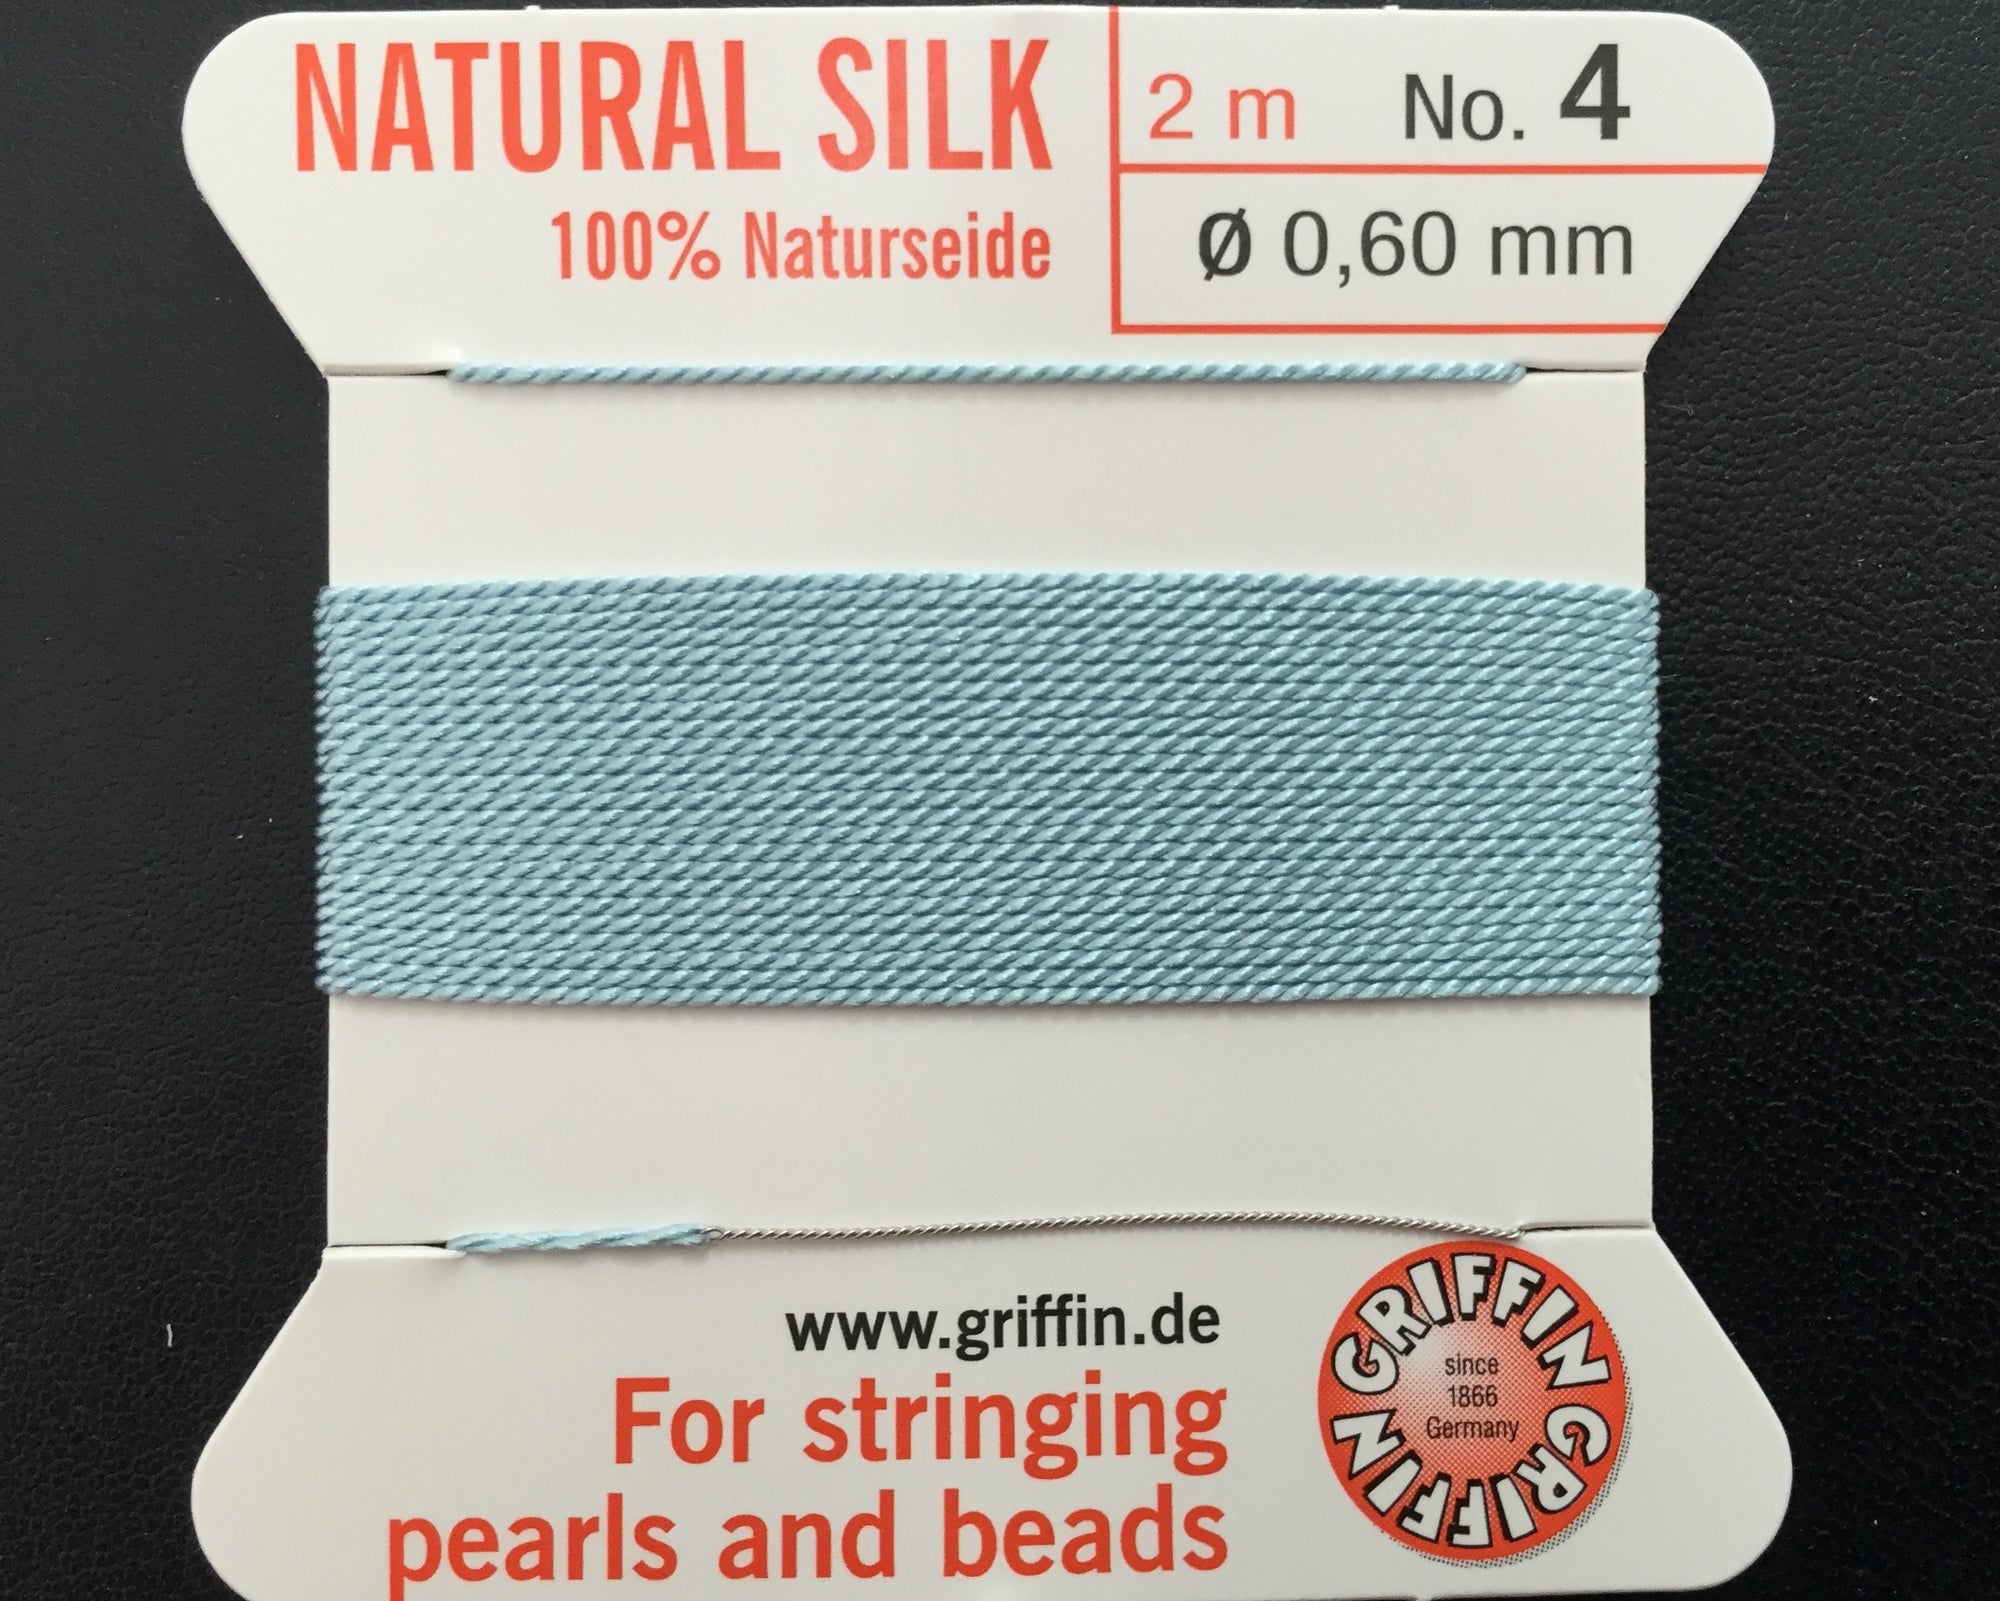 NATURAL SILK
100% Naturseide
2 m No. 4
Ø 0,60 mm
www.griffin.de
For stringing
pearls and beads
GRIFFIN GRIFFIN GRIFFIN
since
1866
Germany